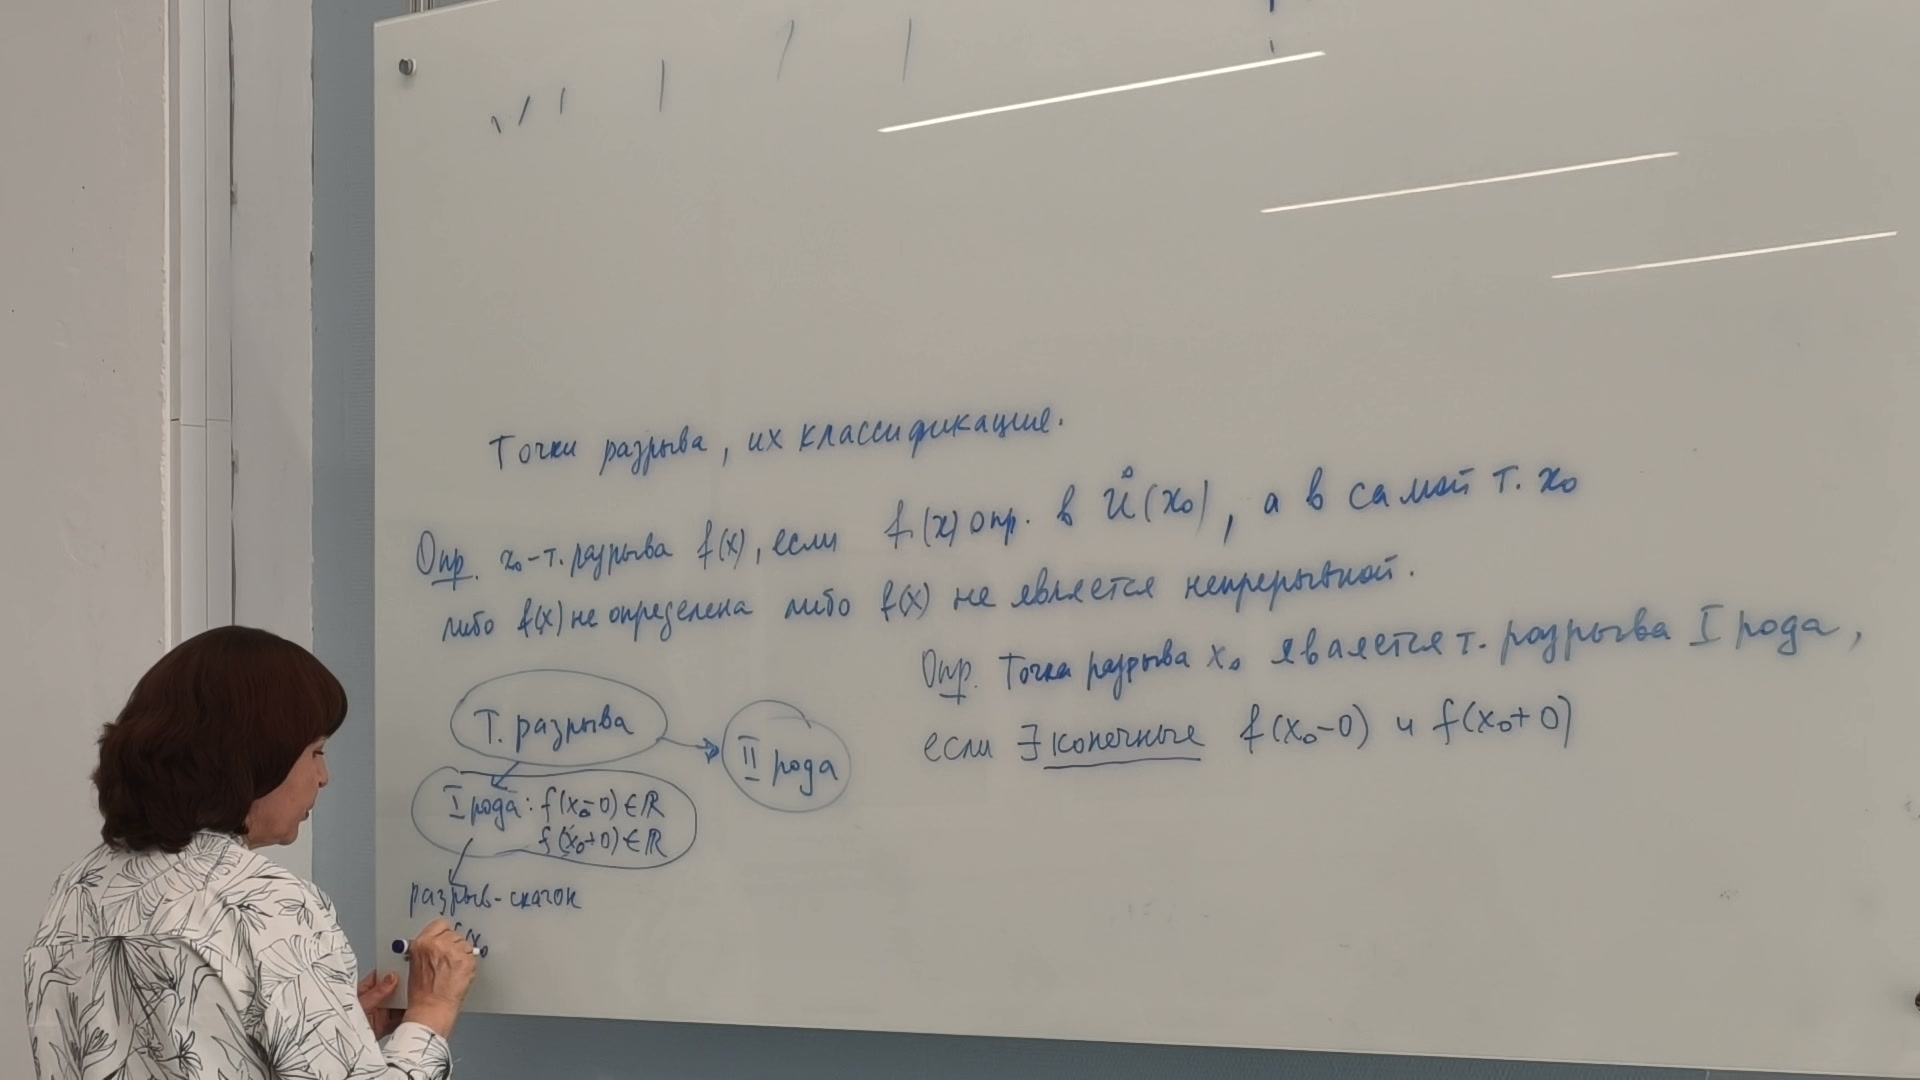 Точки разрыва, их классификация.
Опр. x₀-т. разрыва f(x), если f(x) опр. в Ů(x₀), а в самой т. x₀
либо f(x) не определена либо f(x) не является непрерывной.
Опр. Точка разрыва x₀ является т. разрыва I рода,
если ∃ конечные f(x₀-0) и f(x₀+0)
Т. разрыва
II рода
I рода: f(x₀-0) ∈ ℝ
f(x₀+0) ∈ ℝ
разрыв-скачок
f(x₀